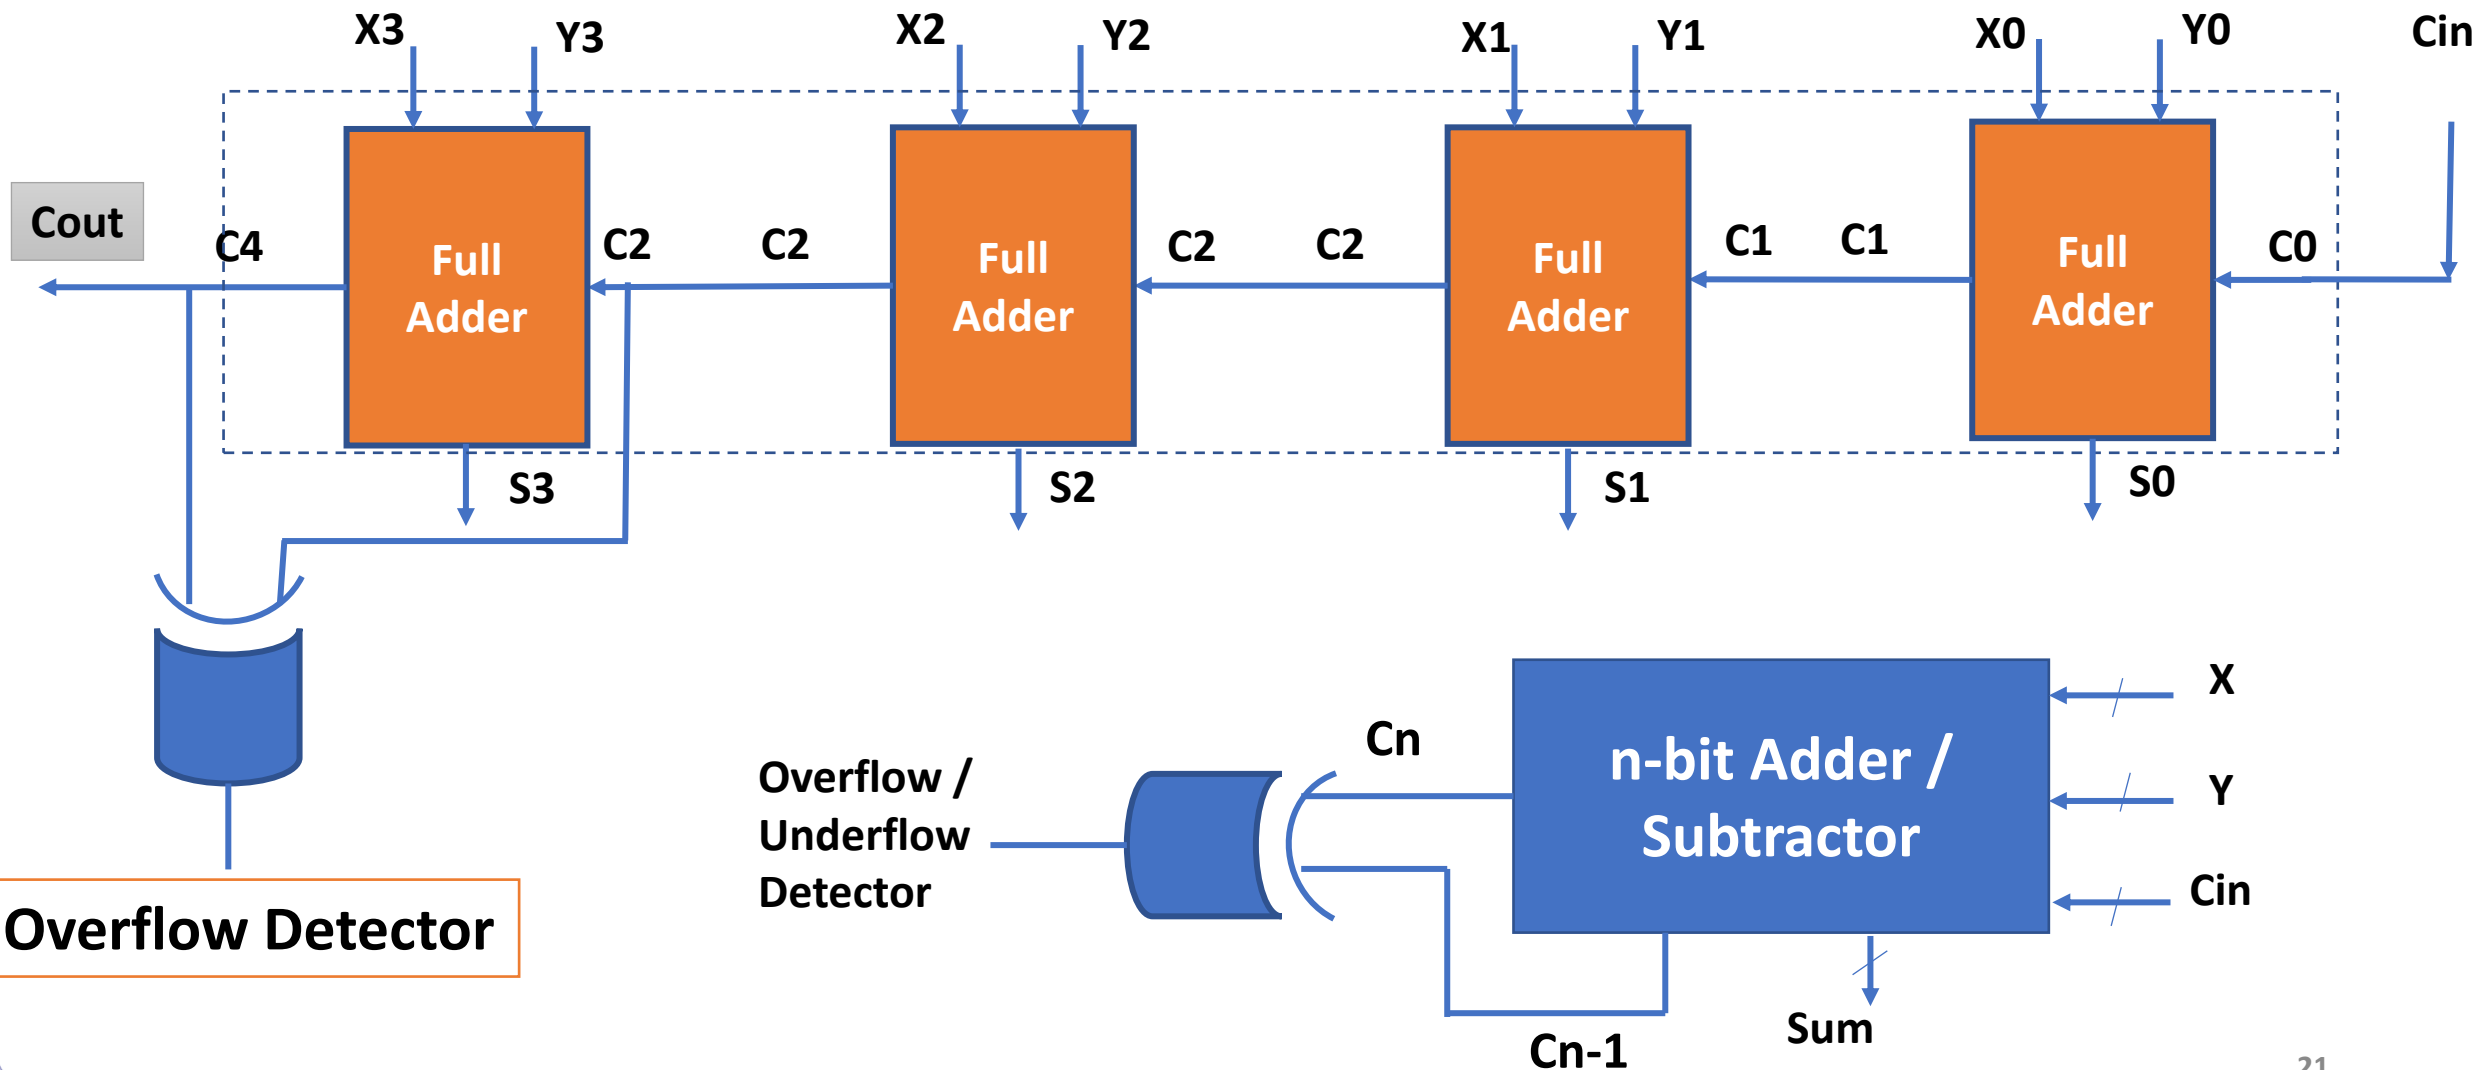 X3 Y3 X2 Y2 X1 Y1 X0 Y0 Cin
Cout C4 C2 C2 C2 C2 C1 C1 C0
Full Adder
Full Adder
Full Adder
Full Adder
S3 S2 S1 S0
Overflow Detector
Overflow /
Underflow
Detector
Cn
n-bit Adder /
Subtractor
X
Y
Cin
Cn-1
Sum
21